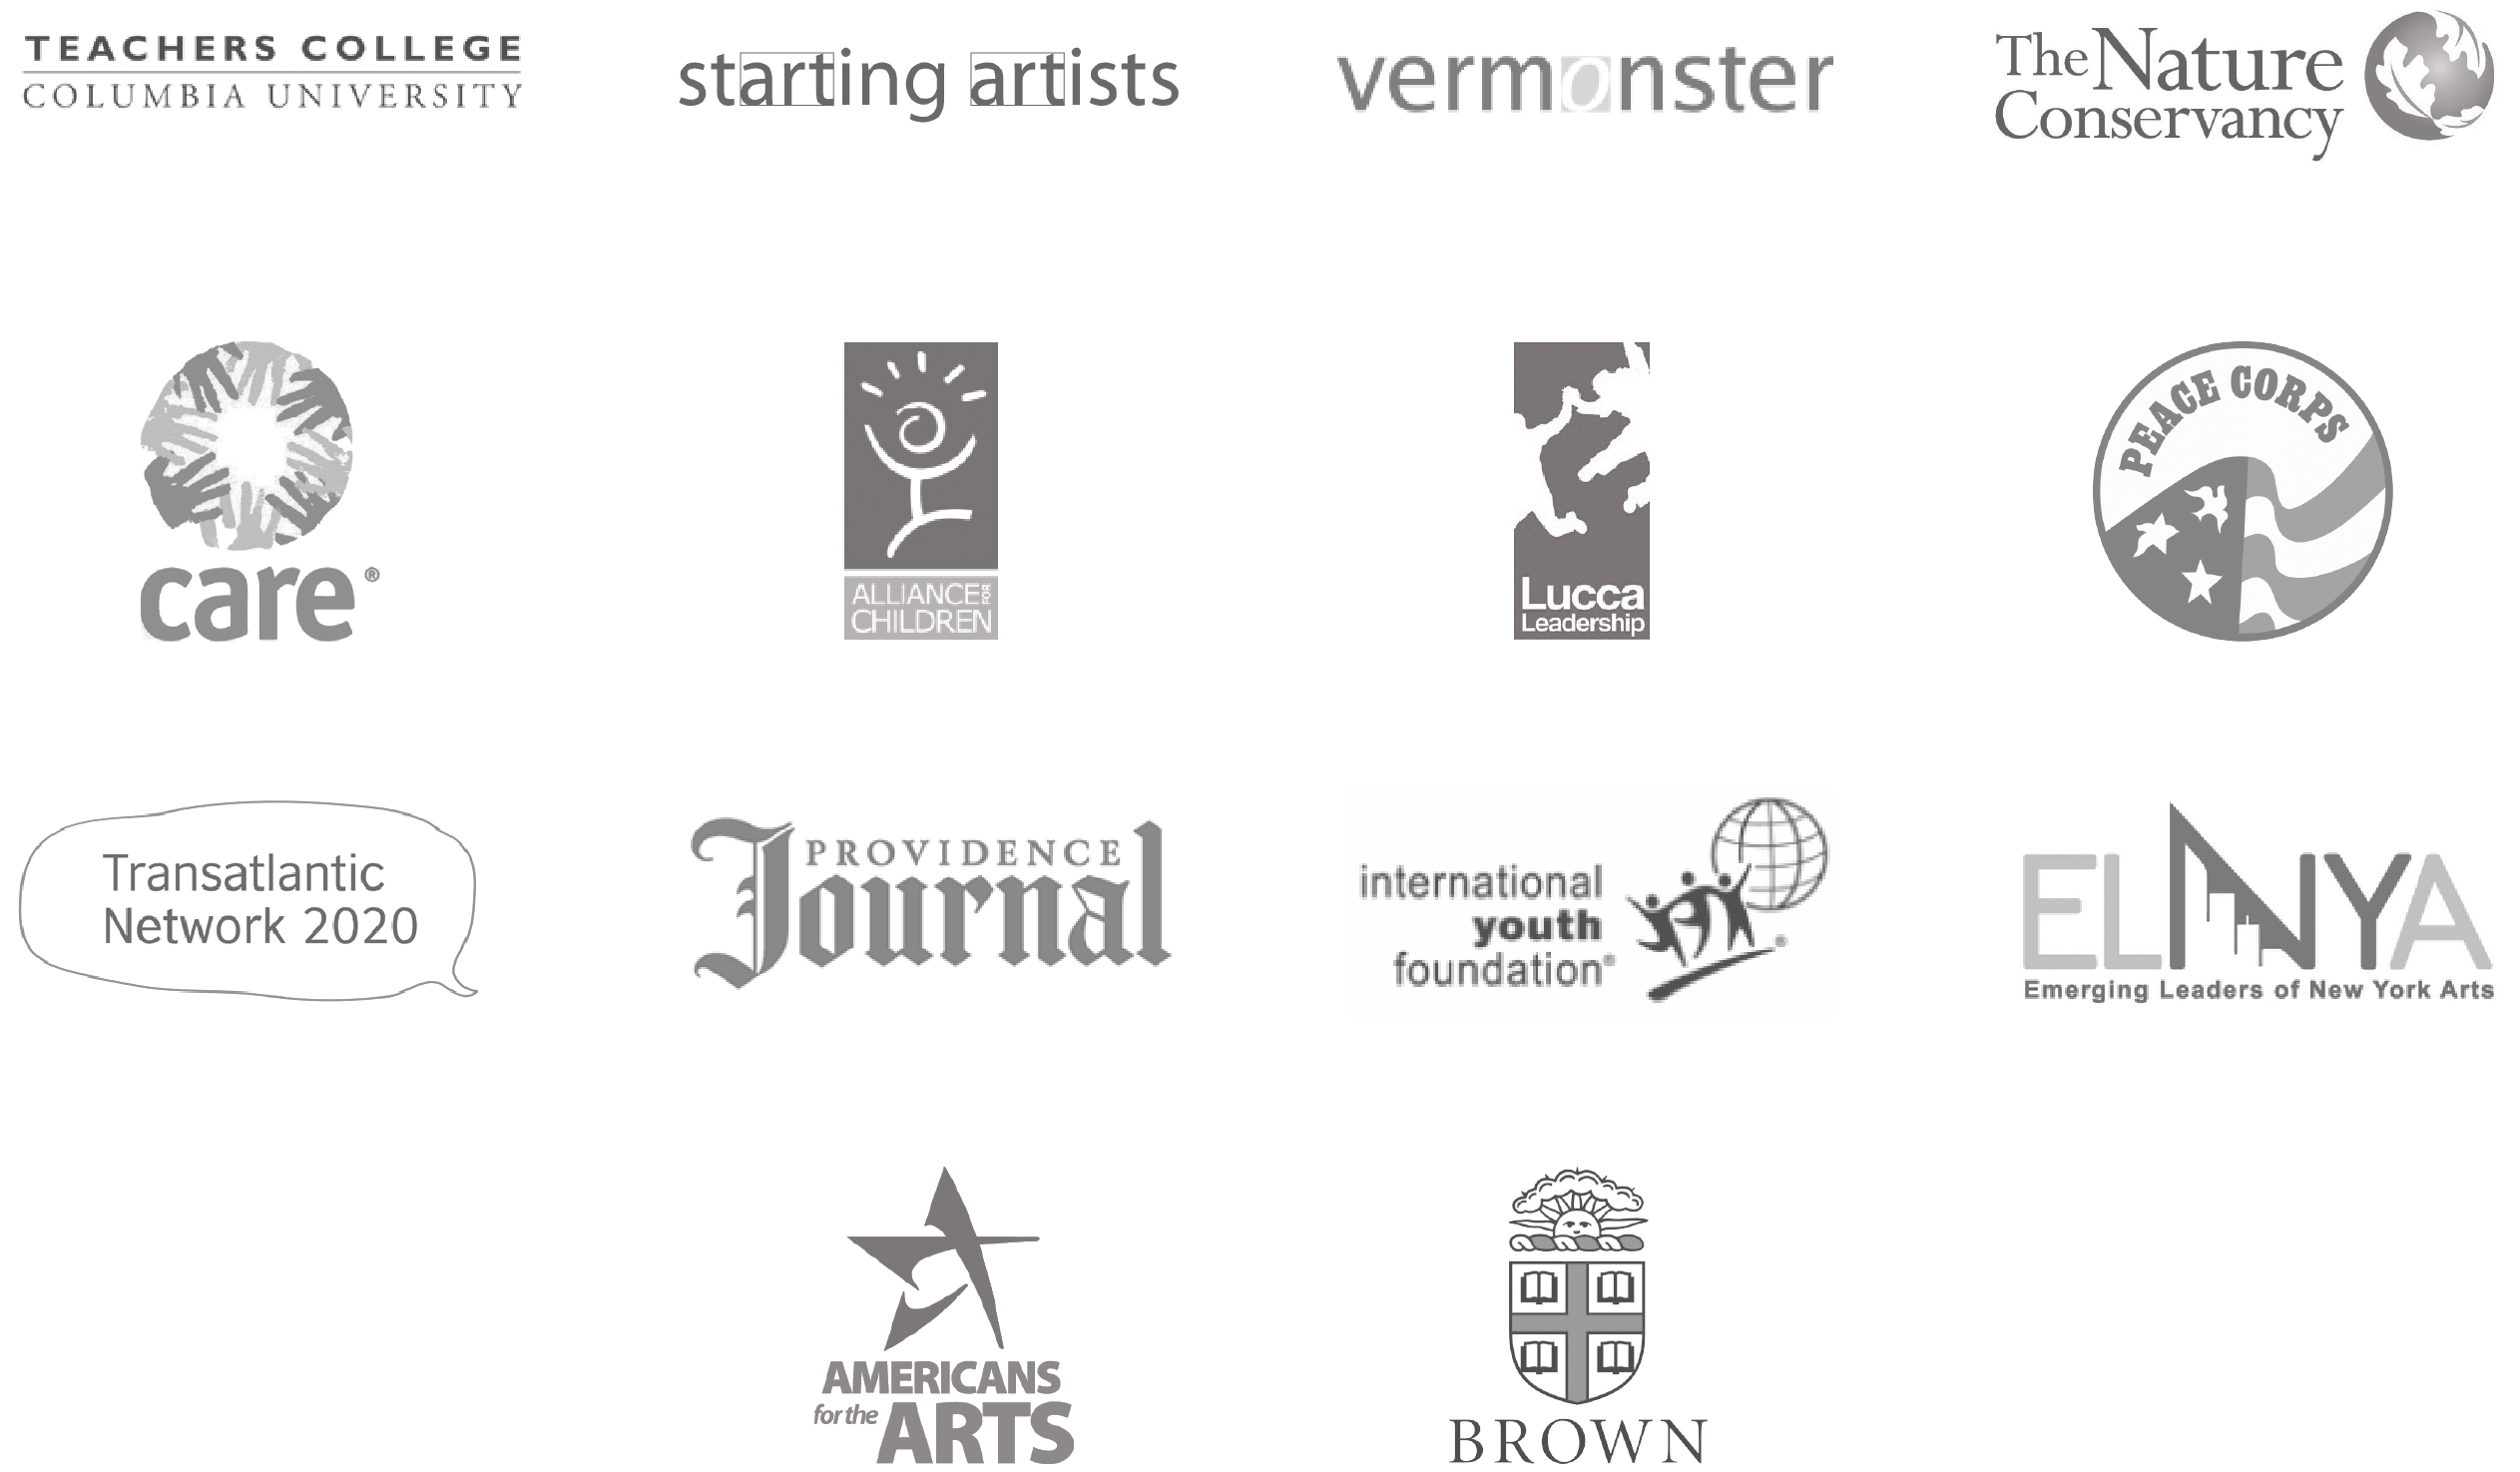 TEACHERS COLLEGE
COLUMBIA UNIVERSITY
starting artists
vermonster
The Nature
Conservancy
care®
ALLIANCE FOR
CHILDREN
Lucca
Leadership
PEACE CORPS
Transatlantic
Network 2020
PROVIDENCE
Journal
international
youth
foundation®
ELNYA
Emerging Leaders of New York Arts
AMERICANS
for the ARTS
BROWN